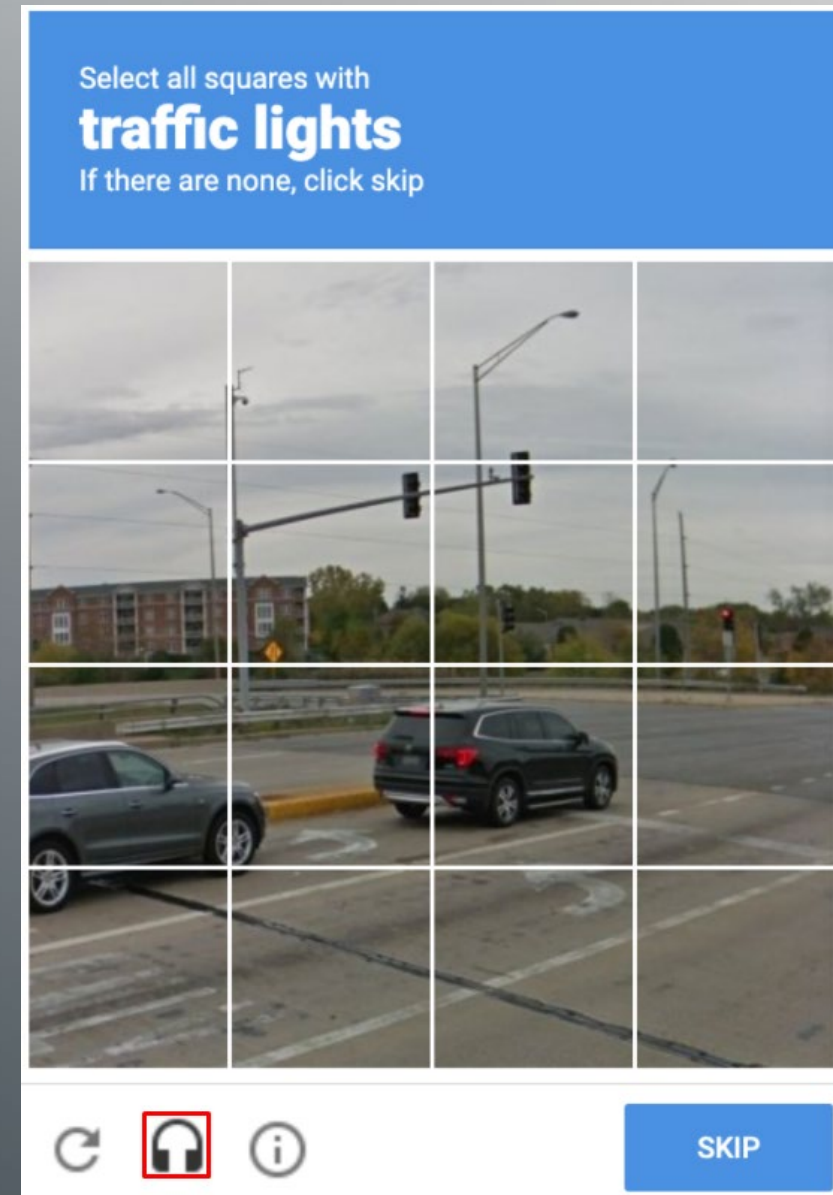 Select all squares with
traffic lights
If there are none, click skip
SKIP